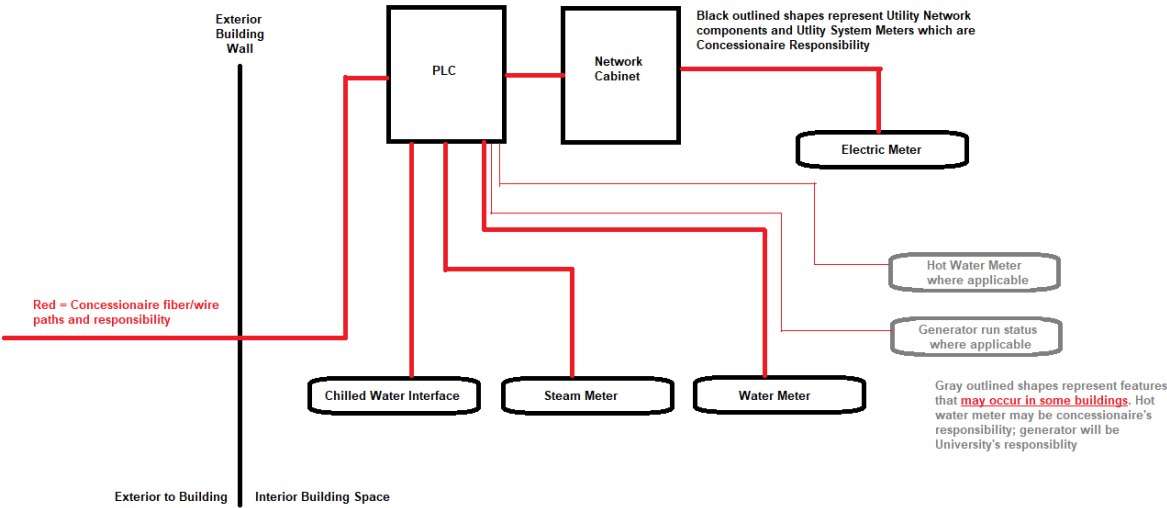 Exterior
Building
Wall
PLC
Network
Cabinet
Black outlined shapes represent Utility Network
components and Utlity System Meters which are
Concessionaire Responsibility
Electric Meter
Hot Water Meter
where applicable
Red = Concessionaire fiber/wire
paths and responsibility
Generator run status
where applicable
Chilled Water Interface
Steam Meter
Water Meter
Gray outlined shapes represent features
that may occur in some buildings. Hot
water meter may be concessionaire's
responsibility; generator will be
University's responsiblity
Exterior to Building
Interior Building Space